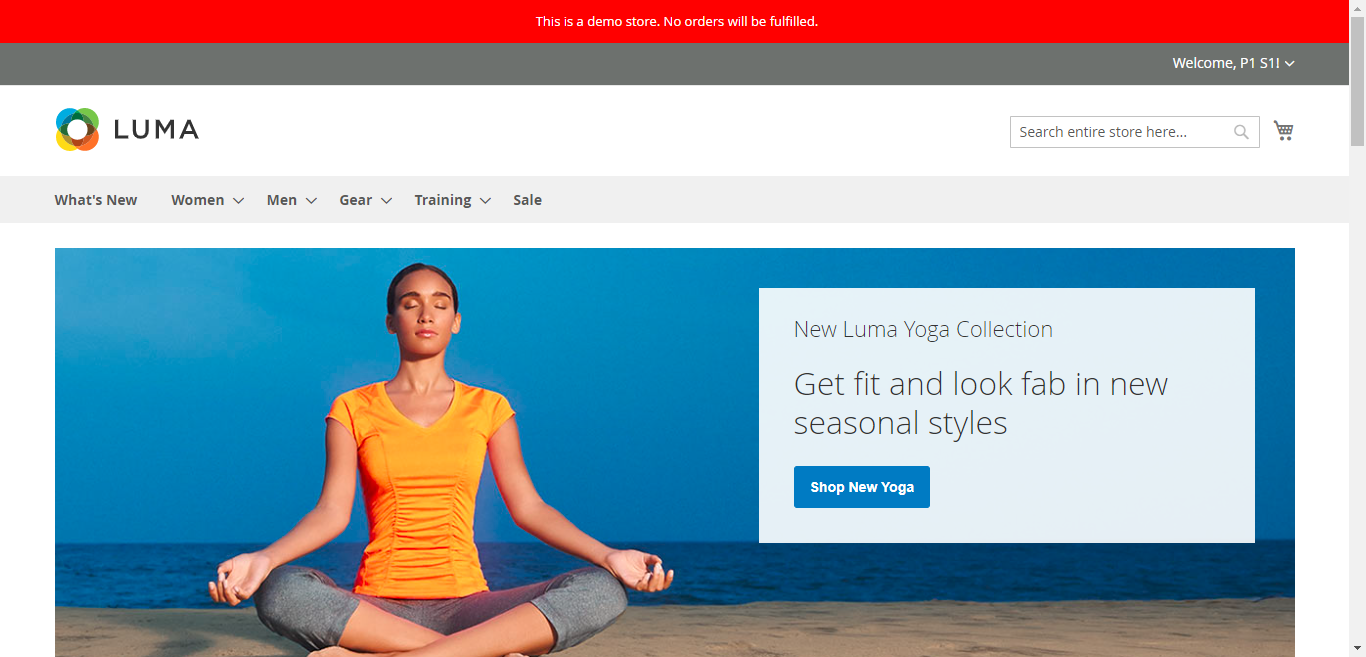 This is a demo store. No orders will be fulfilled.
Welcome, P1 S1!
LUMA
Search entire store here...
What's New Women Men Gear Training Sale
New Luma Yoga Collection
Get fit and look fab in new
seasonal styles
Shop New Yoga